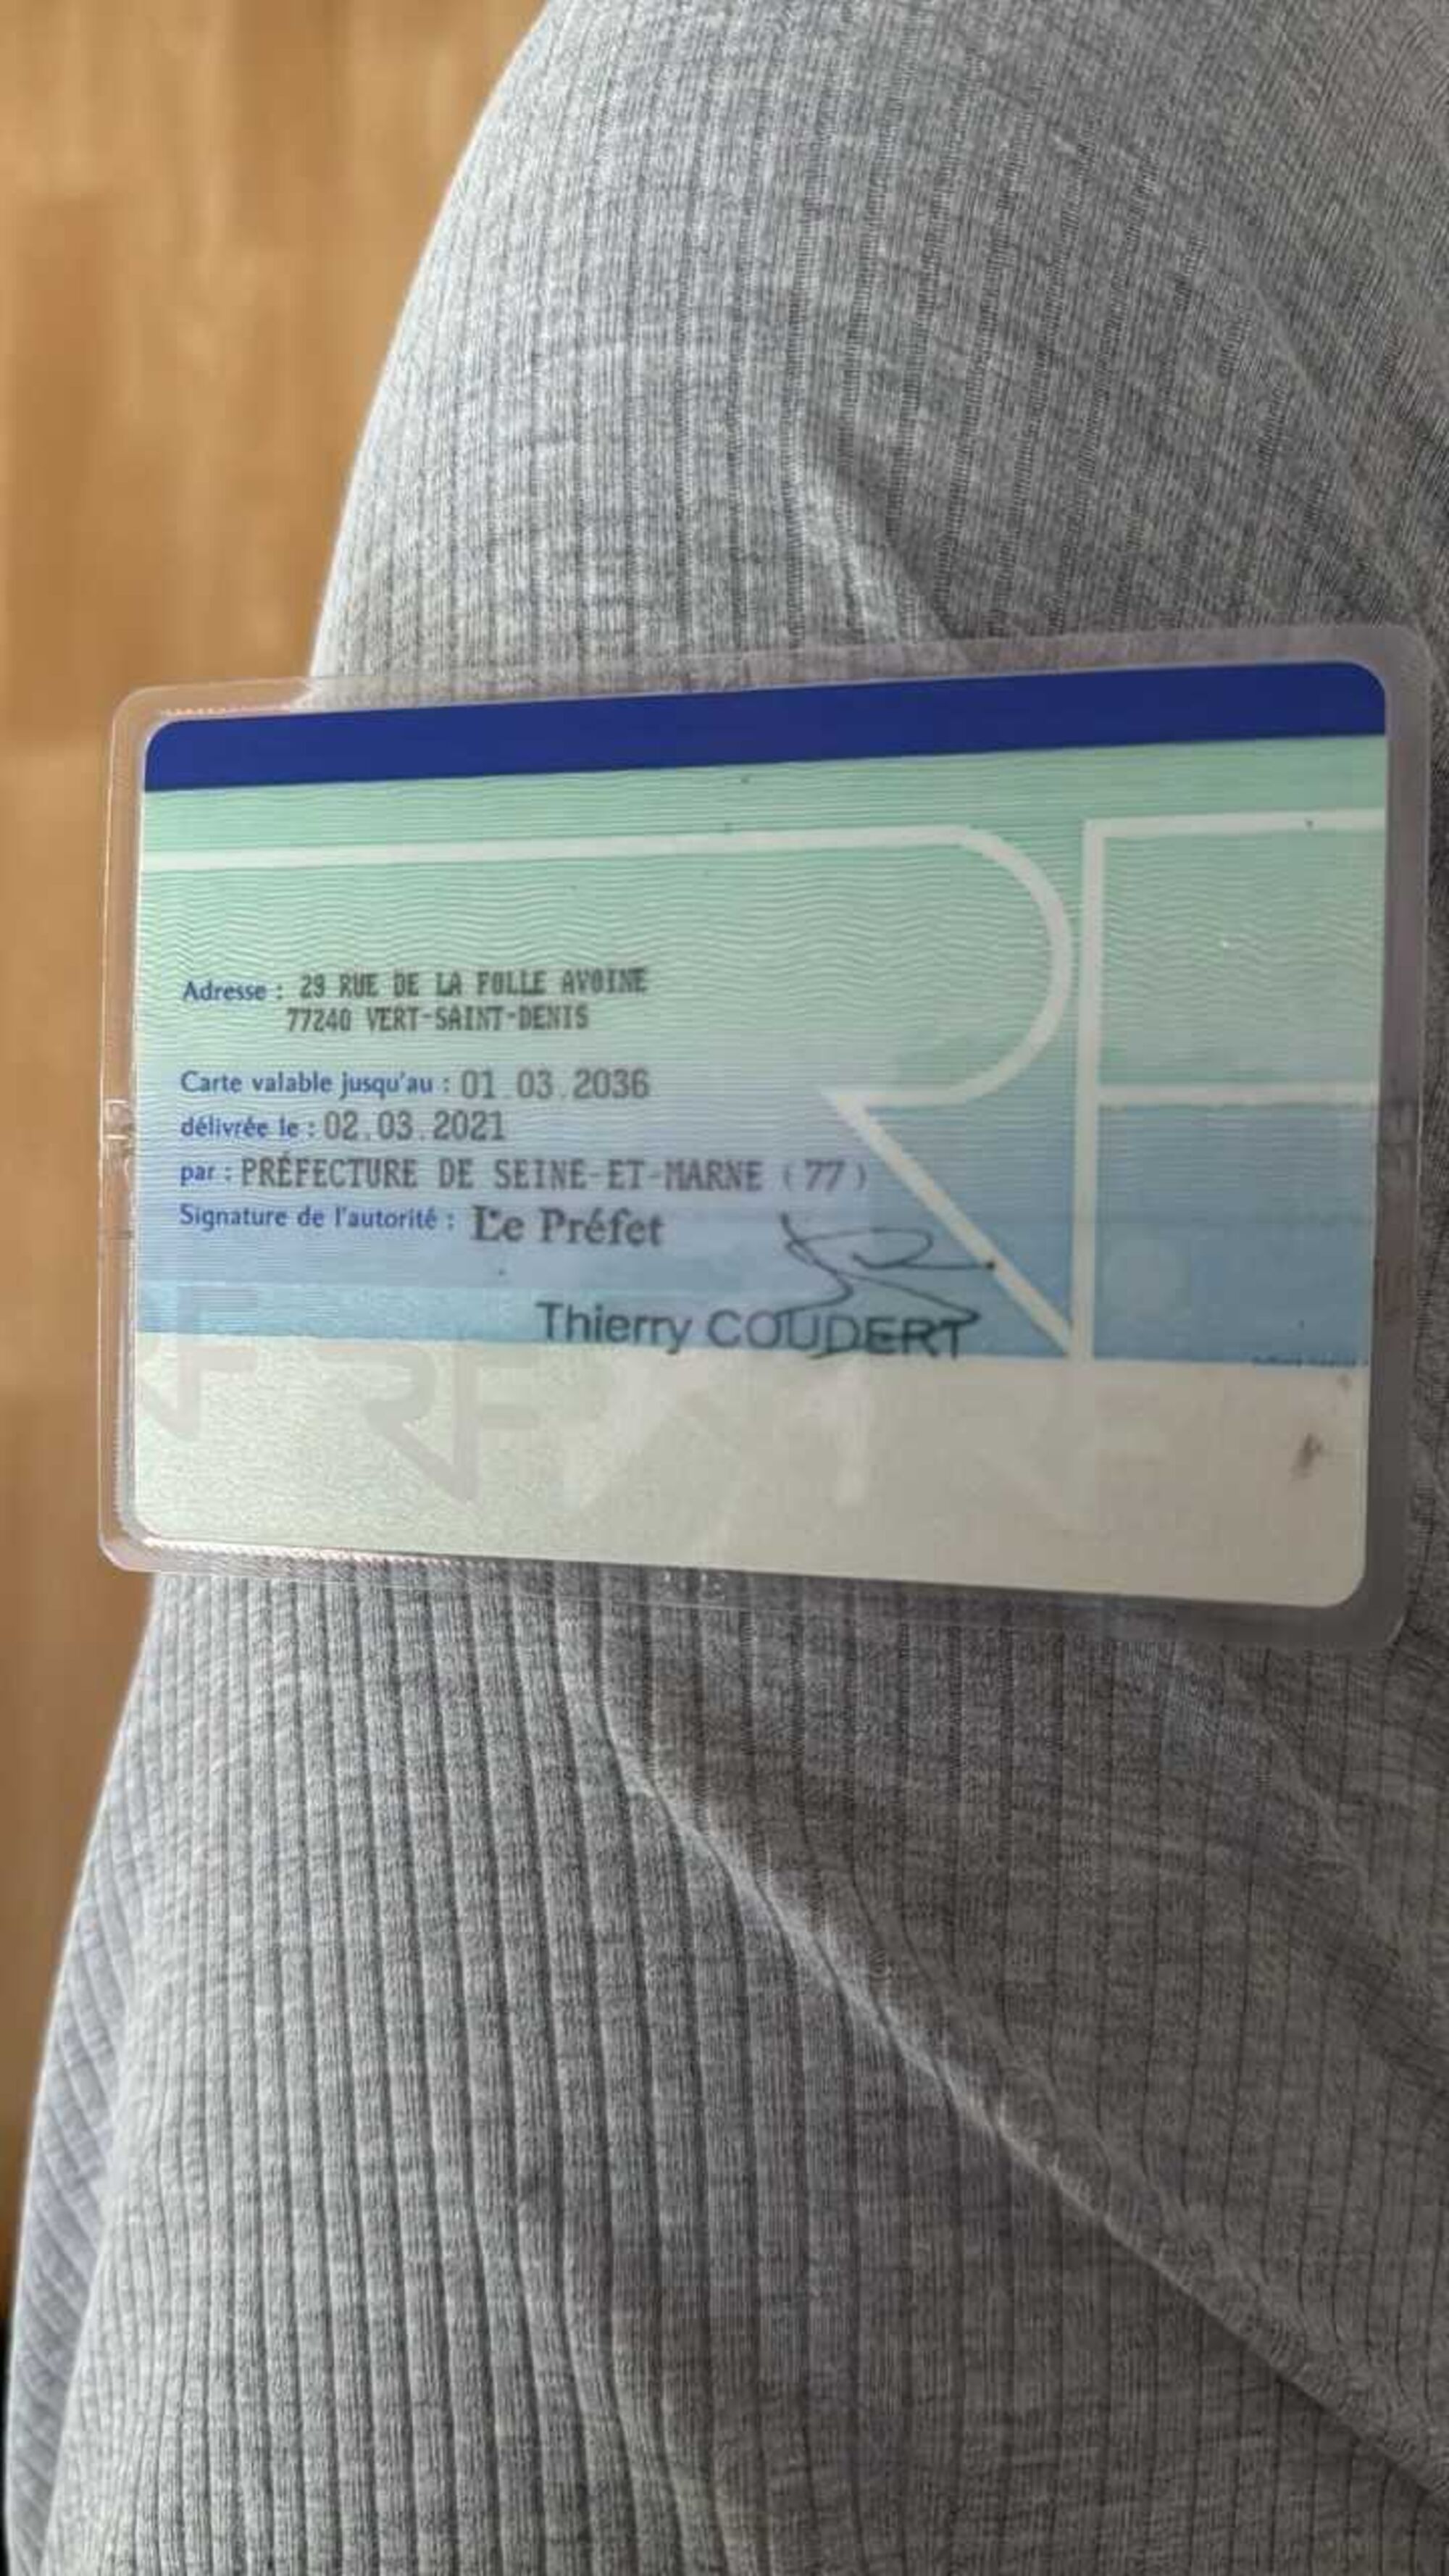 Adresse : 29 RUE DE LA FOLLE AVOINE
77240 VERT-SAINT-DENIS
Carte valable jusqu'au : 01.03.2036
délivrée le : 02.03.2021
par : PRÉFECTURE DE SEINE-ET-MARNE (77)
Signature de l'autorité : Le Préfet
Thierry COUDERT
RF